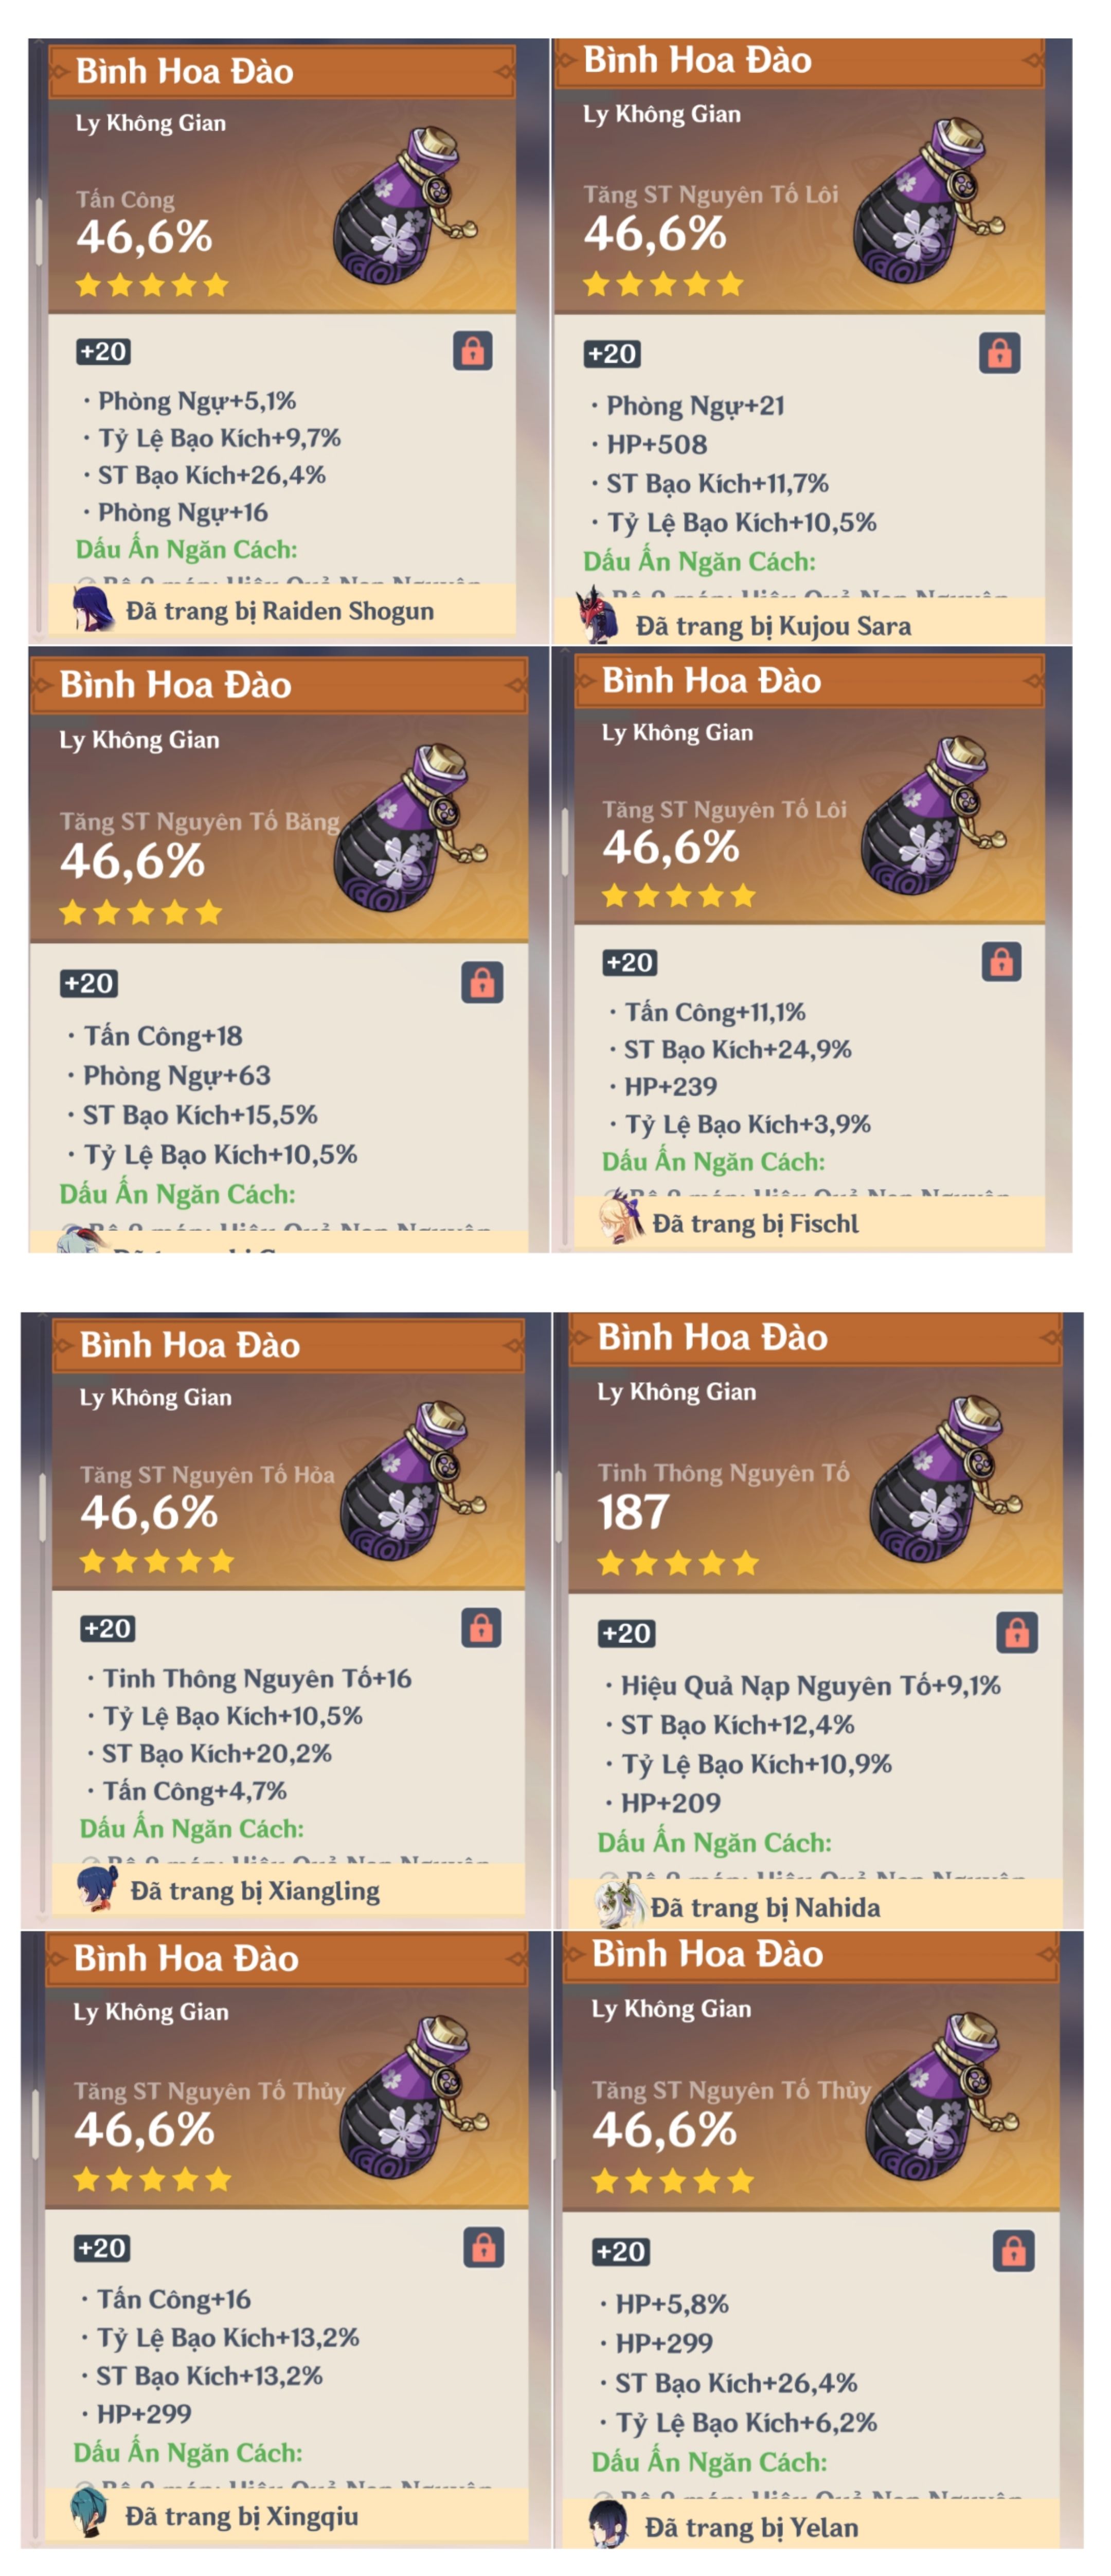 Bình Hoa Đào
Ly Không Gian
Tấn Công
46,6%
+20
· Phòng Ngự+5,1%
· Tỷ Lệ Bạo Kích+9,7%
· ST Bạo Kích+26,4%
· Phòng Ngự+16
Dấu Ấn Ngăn Cách:
Đã trang bị Raiden Shogun
Bình Hoa Đào
Ly Không Gian
Tăng ST Nguyên Tố Lôi
46,6%
+20
· Phòng Ngự+21
· HP+508
· ST Bạo Kích+11,7%
· Tỷ Lệ Bạo Kích+10,5%
Dấu Ấn Ngăn Cách:
Đã trang bị Kujou Sara
Bình Hoa Đào
Ly Không Gian
Tăng ST Nguyên Tố Băng
46,6%
+20
· Tấn Công+18
· Phòng Ngự+63
· ST Bạo Kích+15,5%
· Tỷ Lệ Bạo Kích+10,5%
Dấu Ấn Ngăn Cách:
Bình Hoa Đào
Ly Không Gian
Tăng ST Nguyên Tố Lôi
46,6%
+20
· Tấn Công+11,1%
· ST Bạo Kích+24,9%
· HP+239
· Tỷ Lệ Bạo Kích+3,9%
Dấu Ấn Ngăn Cách:
Đã trang bị Fischl
Bình Hoa Đào
Ly Không Gian
Tăng ST Nguyên Tố Hỏa
46,6%
+20
· Tinh Thông Nguyên Tố+16
· Tỷ Lệ Bạo Kích+10,5%
· ST Bạo Kích+20,2%
· Tấn Công+4,7%
Dấu Ấn Ngăn Cách:
Đã trang bị Xiangling
Bình Hoa Đào
Ly Không Gian
Tinh Thông Nguyên Tố
187
+20
· Hiệu Quả Nạp Nguyên Tố+9,1%
· ST Bạo Kích+12,4%
· Tỷ Lệ Bạo Kích+10,9%
· HP+209
Dấu Ấn Ngăn Cách:
Đã trang bị Nahida
Bình Hoa Đào
Ly Không Gian
Tăng ST Nguyên Tố Thủy
46,6%
+20
· Tấn Công+16
· Tỷ Lệ Bạo Kích+13,2%
· ST Bạo Kích+13,2%
· HP+299
Dấu Ấn Ngăn Cách:
Đã trang bị Xingqiu
Bình Hoa Đào
Ly Không Gian
Tăng ST Nguyên Tố Thủy
46,6%
+20
· HP+5,8%
· HP+299
· ST Bạo Kích+26,4%
· Tỷ Lệ Bạo Kích+6,2%
Dấu Ấn Ngăn Cách:
Đã trang bị Yelan